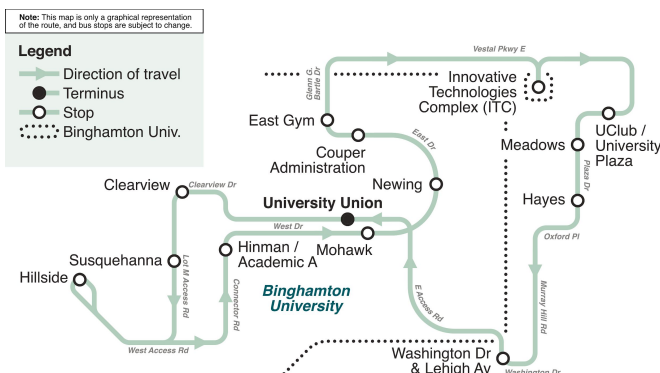 Note: This map is only a graphical representation
of the route, and bus stops are subject to change.
Legend
Direction of travel
Terminus
Stop
Binghamton Univ.
Vestal Pkwy E
Glenn G.
Bartle Dr
Innovative
Technologies
Complex (ITC)
East Gym
Couper
Administration
East Dr
Newing
UClub /
University
Plaza
Meadows
Plaza Dr
Hayes
Oxford Pl
Murray Hill Rd
Clearview
Clearview Dr
University Union
West Dr
Mohawk
Hinman /
Academic A
Susquehanna
Lot M Access Rd
Hillside
Connector Rd
West Access Rd
Binghamton
University
E Access Rd
Washington Dr
& Lehigh Av
Washington Dr